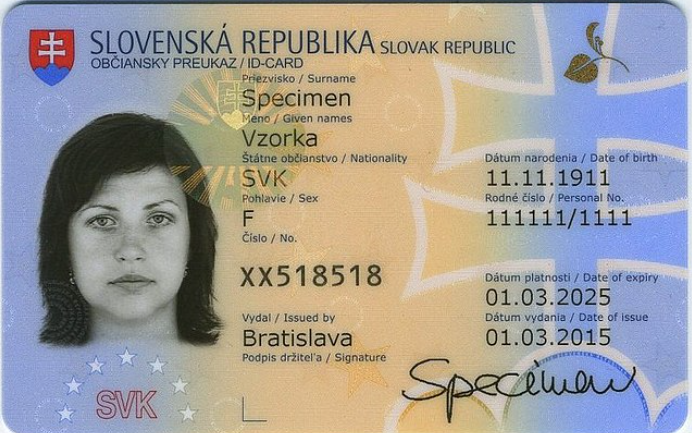 SLOVENSKÁ REPUBLIKA SLOVAK REPUBLIC
OBČIANSKY PREUKAZ / ID-CARD
Priezvisko / Surname
Specimen
Meno / Given names
Vzorka
Štátne občianstvo / Nationality
SVK
Dátum narodenia / Date of birth
11.11.1911
Pohlavie / Sex
F
Rodné číslo / Personal No.
111111/1111
Číslo / No.
XX518518
Dátum platnosti / Date of expiry
01.03.2025
Vydal / Issued by
Bratislava
Dátum vydania / Date of issue
01.03.2015
Podpis držiteľa / Signature
Specimen
SVK